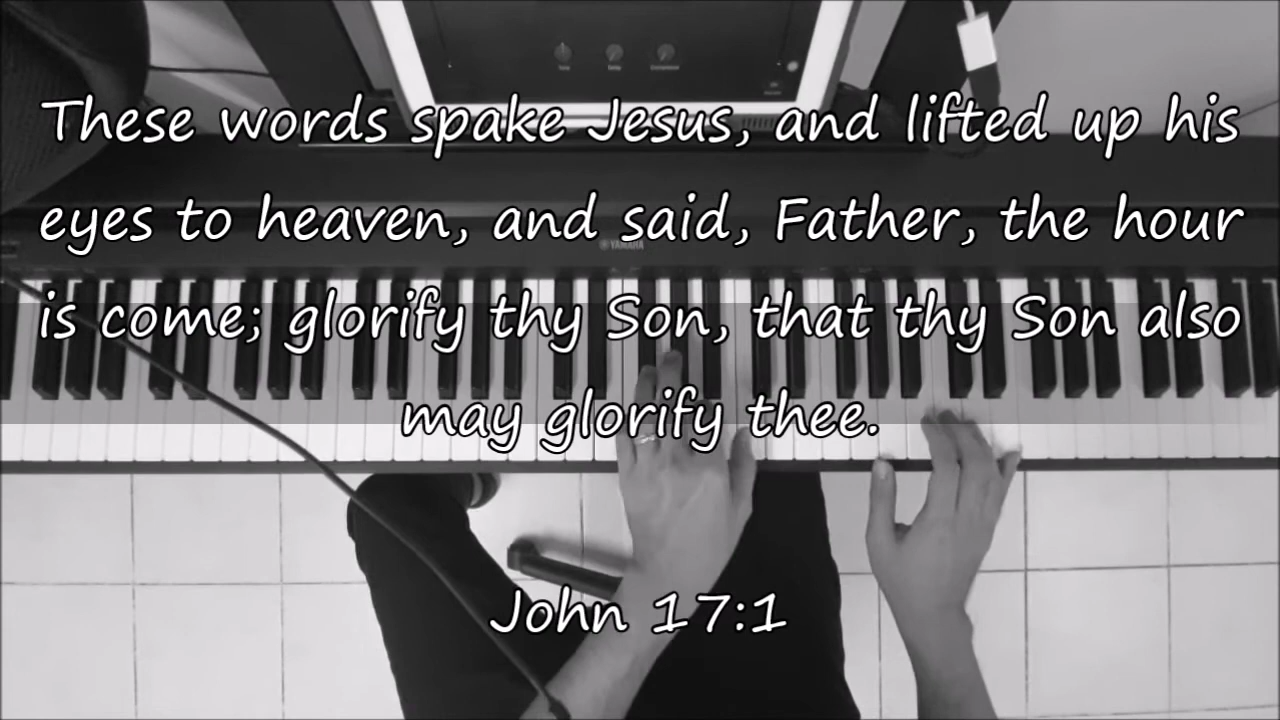 These words spake Jesus, and lifted up his
eyes to heaven, and said, Father, the hour
YAMAHA
is come; glorify thy Son, that thy Son also
may glorify thee.
John 17:1